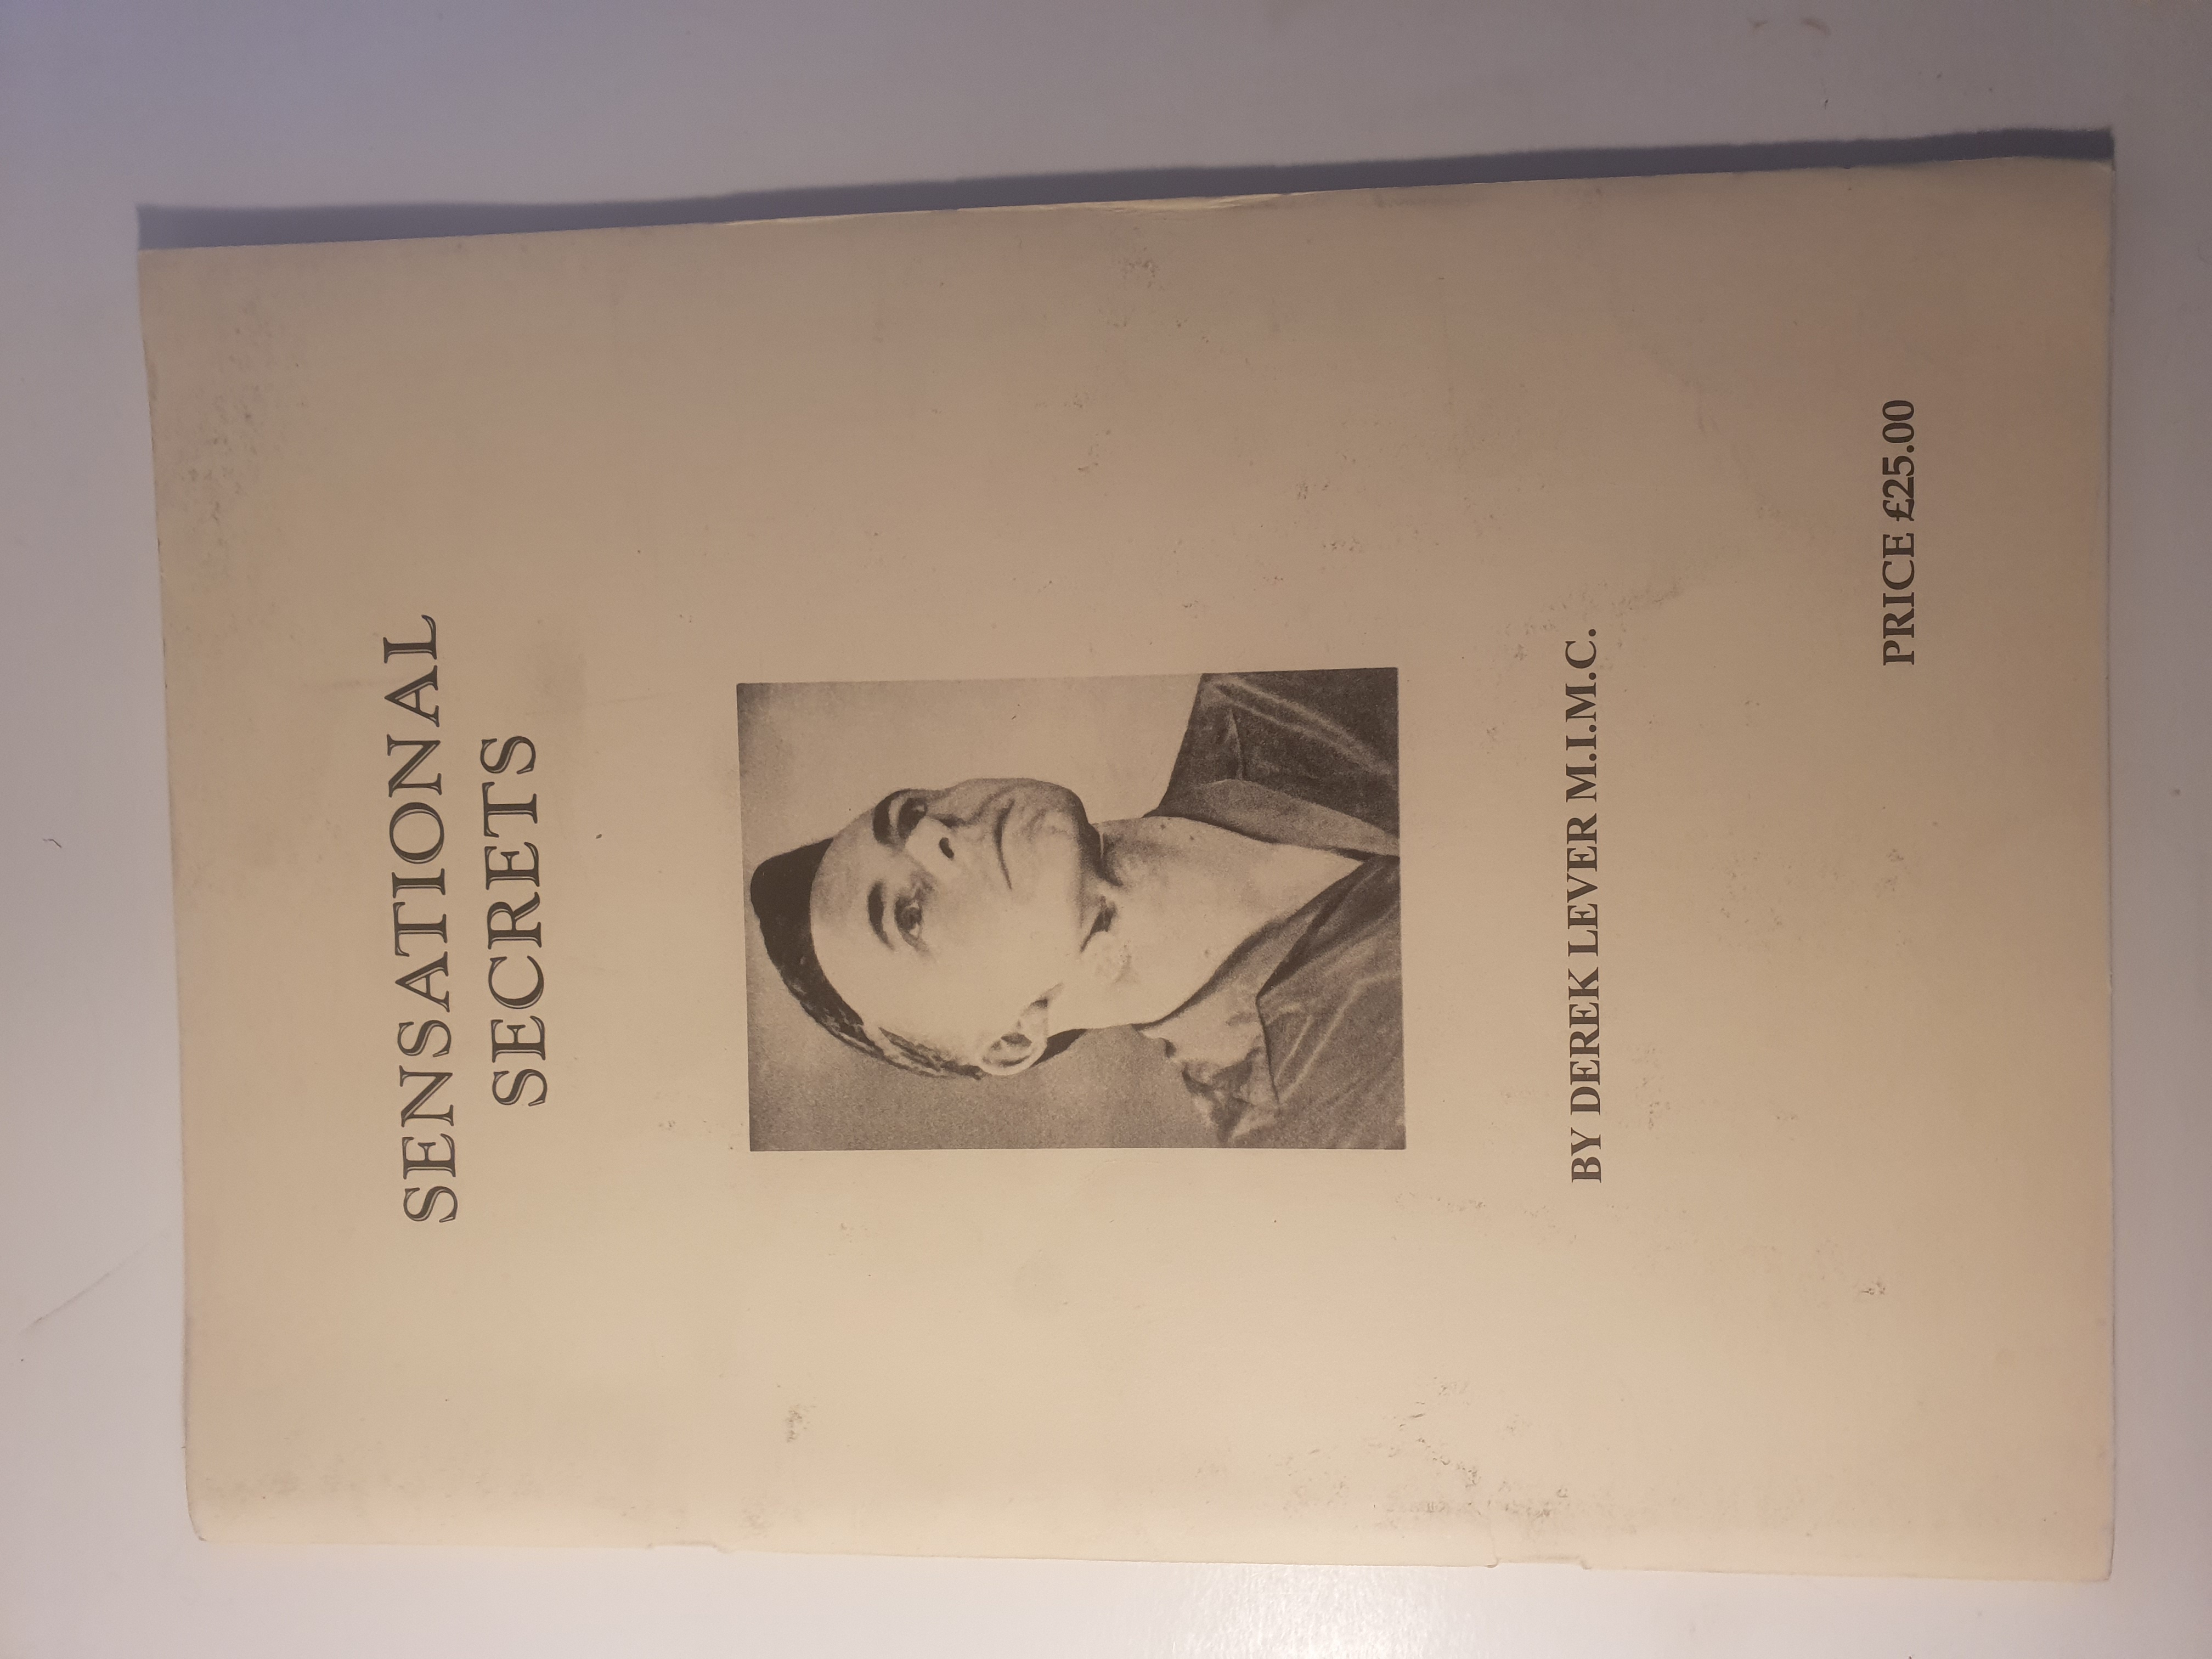 SENSATIONAL
SECRETS
BY DEREK LEVER M.I.M.C.
PRICE £25.00